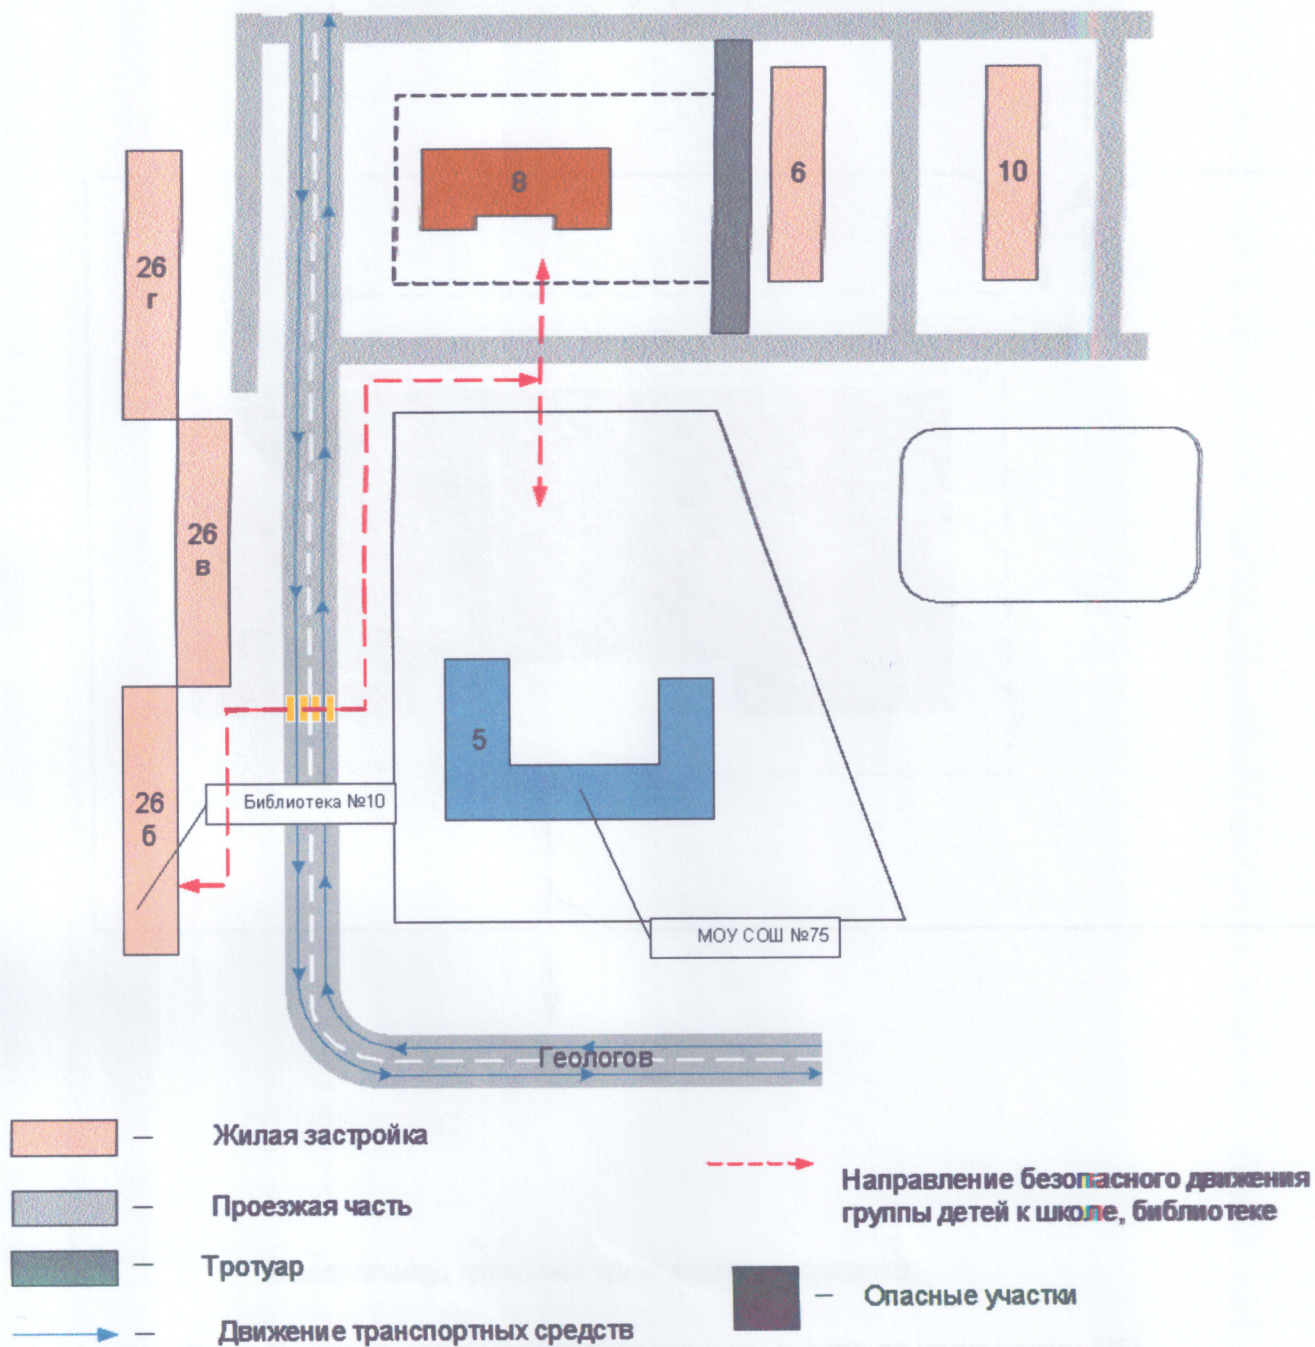 8
6
10
26
г
26
в
26
б
Библиотека №10
5
МОУ СОШ №75
Геологов
– Жилая застройка
– Проезжая часть
– Тротуар
– Движение транспортных средств
Направление безопасного движения
группы детей к школе, библиотеке
– Опасные участки